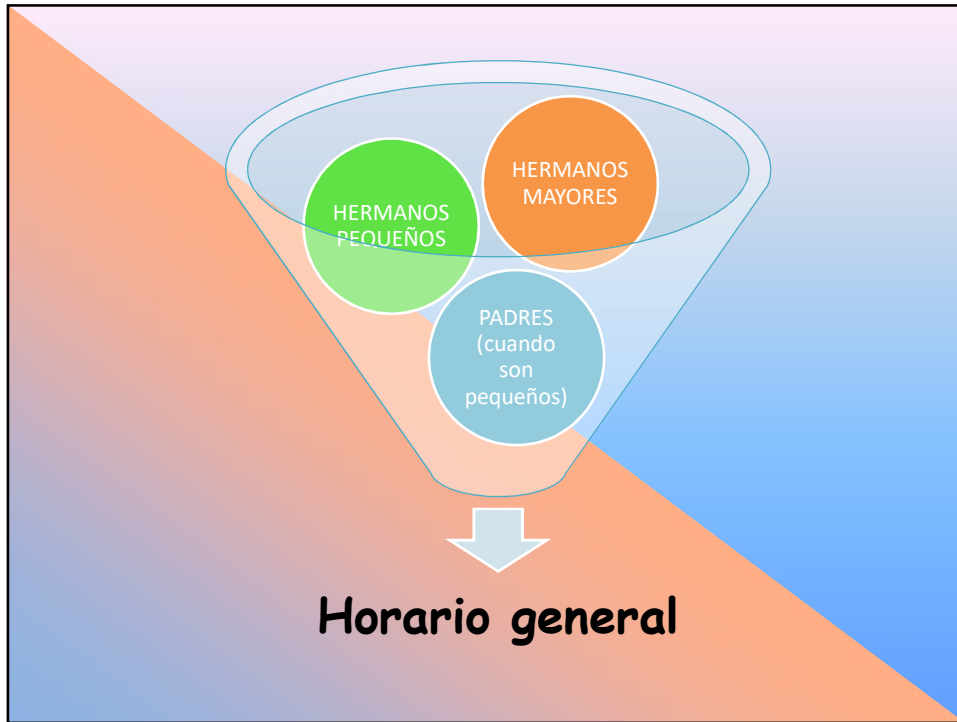 HERMANOS
MAYORES
HERMANOS
PEQUEÑOS
PADRES
(cuando
son
pequeños)
Horario general